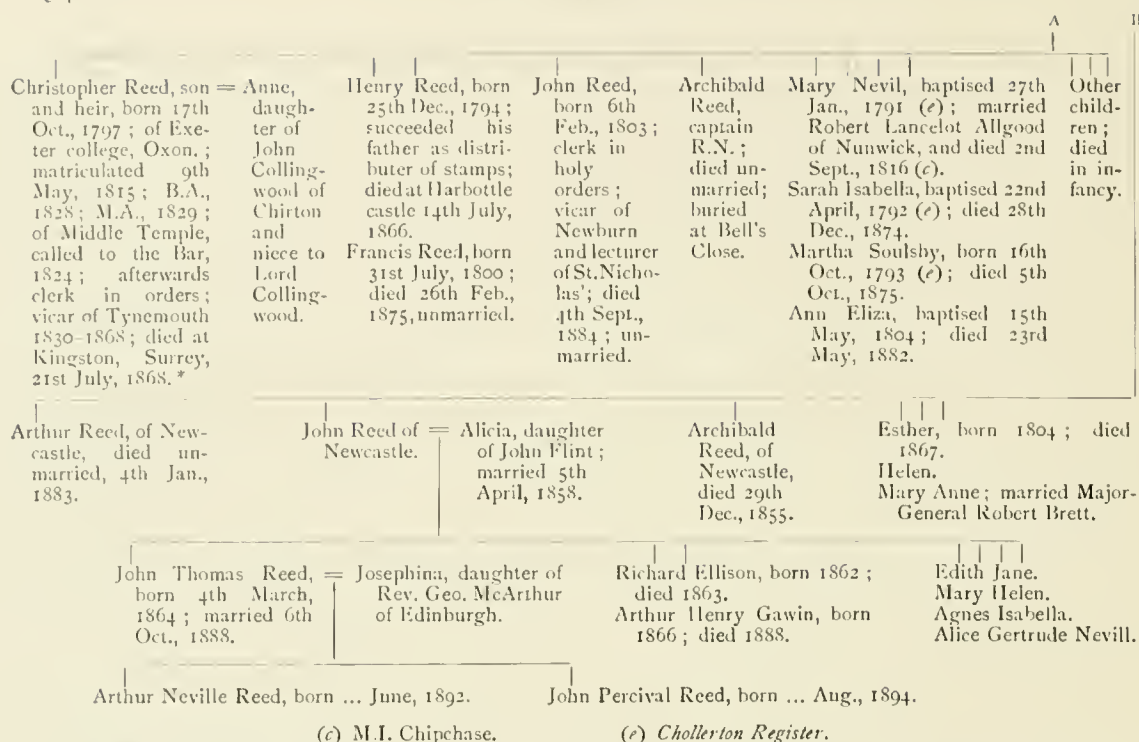 A
Christopher Reed, son = Anne,
and heir, born 17th
Oct., 1797 ; of Exe-
ter college, Oxon. ;
matriculated 9th
May, 1815 ; B.A.,
1828 ; M.A., 1829 ;
of Middle Temple,
called to the Bar,
1824 ; afterwards
clerk in orders ;
vicar of Tynemouth
1830-1868 ; died at
Kingston, Surrey,
21st July, 1868. *
daugh-
ter of
John
Colling-
wood of
Chirton
and
niece to
Lord
Colling-
wood.
Henry Reed, born
25th Dec., 1794 ;
succeeded his
father as distri-
buter of stamps ;
died at Harbottle
castle 14th July,
1866.
Francis Reed, born
31st July, 1800 ;
died 26th Feb.,
1875, unmarried.
John Reed,
born 6th
Feb., 1803 ;
clerk in
holy
orders ;
vicar of
Newburn
and lecturer
of St. Nicho-
las' ; died
4th Sept.,
1884 ; un-
married.
Archibald
Reed,
captain
R.N. ;
died un-
married ;
buried
at Bell's
Close.
Mary Nevil, baptised 27th
Jan., 1791 (e) ; married
Robert Lancelot Allgood
of Nunwick, and died 2nd
Sept., 1816 (c).
Sarah Isabella, baptised 22nd
April, 1792 (e) ; died 28th
Dec., 1874.
Martha Soulsby, born 16th
Oct., 1793 (e) ; died 5th
Oct., 1875.
Ann Eliza, baptised 15th
May, 1804 ; died 23rd
May, 1882.
Other
child-
ren ;
died
in in-
fancy.
Arthur Reed, of New-
castle, died un-
married, 4th Jan.,
1883.
John Reed of =
Newcastle.
Alicia, daughter
of John Flint ;
married 5th
April, 1858.
Archibald
Reed, of
Newcastle,
died 29th
Dec., 1855.
Esther, born 1804 ; died
1867.
Helen.
Mary Anne ; married Major-
General Robert Brett.
John Thomas Reed, =
born 4th March,
1864 ; married 6th
Oct., 1888.
Josephina, daughter of
Rev. Geo. McArthur
of Edinburgh.
Richard Ellison, born 1862 ;
died 1863.
Arthur Henry Gawin, born
1866 ; died 1888.
Edith Jane.
Mary Helen.
Agnes Isabella.
Alice Gertrude Nevill.
Arthur Neville Reed, born ... June, 1892.
John Percival Reed, born ... Aug., 1894.
(c) M.I. Chipchase.
(e) Chollerton Register.